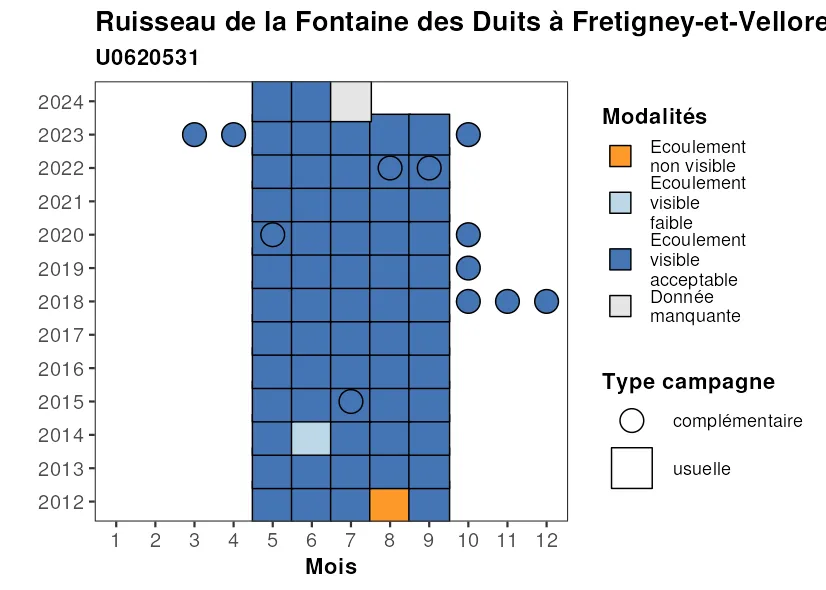 Ruisseau de la Fontaine des Duits à Fretigney-et-Vellore
U0620531
2024
2023
2022
2021
2020
2019
2018
2017
2016
2015
2014
2013
2012
1 2 3 4 5 6 7 8 9 10 11 12
Mois
Modalités
Ecoulement
non visible
Ecoulement
visible
faible
Ecoulement
visible
acceptable
Donnée
manquante
Type campagne
complémentaire
usuelle